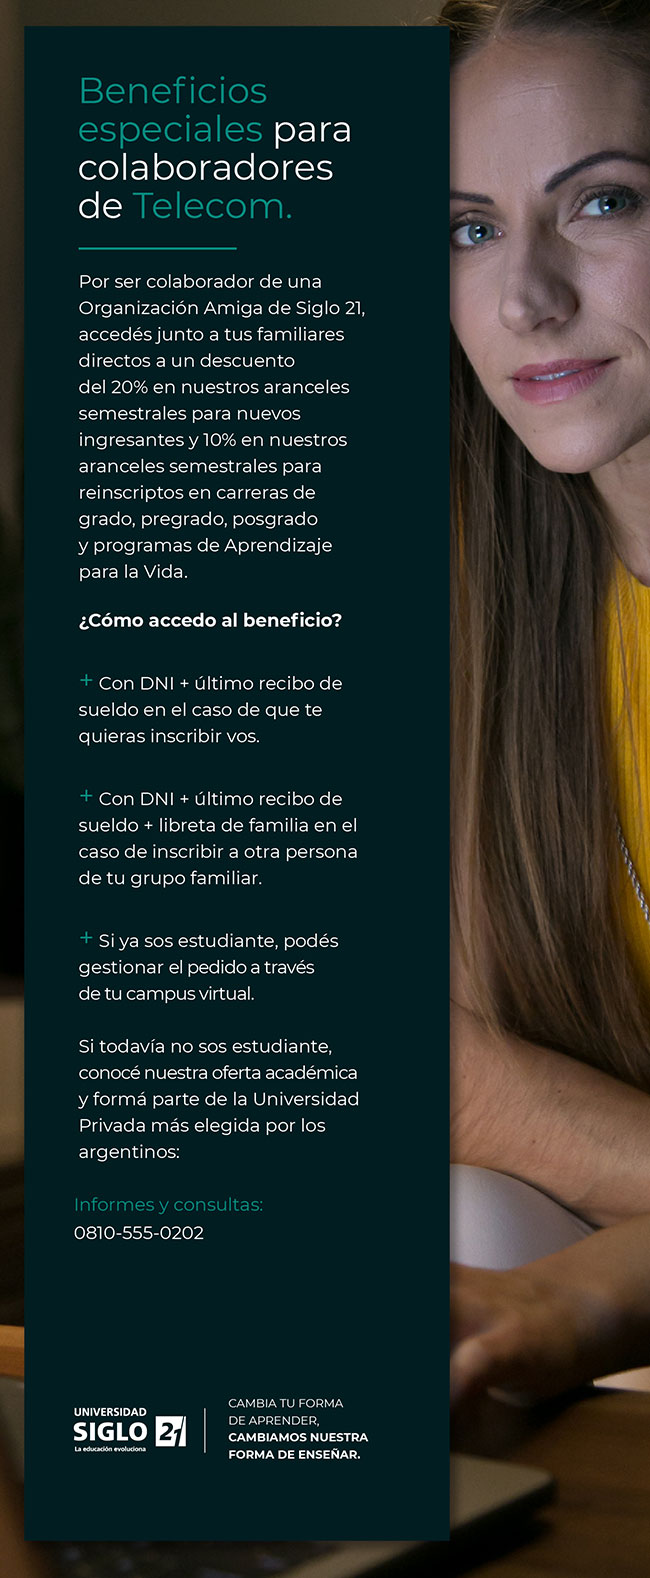 Beneficios
especiales para
colaboradores
de Telecom.
Por ser colaborador de una
Organización Amiga de Siglo 21,
accedés junto a tus familiares
directos a un descuento
del 20% en nuestros aranceles
semestrales para nuevos
ingresantes y 10% en nuestros
aranceles semestrales para
reinscriptos en carreras de
grado, pregrado, posgrado
y programas de Aprendizaje
para la Vida.
¿Cómo accedo al beneficio?
+ Con DNI + último recibo de
sueldo en el caso de que te
quieras inscribir vos.
+ Con DNI + último recibo de
sueldo + libreta de familia en el
caso de inscribir a otra persona
de tu grupo familiar.
+ Si ya sos estudiante, podés
gestionar el pedido a través
de tu campus virtual.
Si todavía no sos estudiante,
conocé nuestra oferta académica
y formá parte de la Universidad
Privada más elegida por los
argentinos:
Informes y consultas:
0810-555-0202
UNIVERSIDAD
SIGLO 21
La educación evoluciona
CAMBIA TU FORMA
DE APRENDER,
CAMBIAMOS NUESTRA
FORMA DE ENSEÑAR.